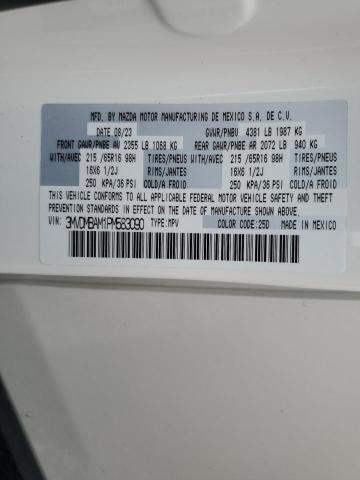 MFD. BY MAZDA MOTOR MANUFACTURING DE MEXICO S.A. DE C.V.
DATE 08/23 GVWR/PNBV 4381 LB 1987 KG
FRONT GAWR/PNBE AV 2355 LB 1068 KG REAR GAWR/PNBE AR 2072 LB 940 KG
WITH/AVEC 215 /65R16 98H TIRES/PNEUS WITH/AVEC 215 /65R16 98H TIRES/PNEUS
16X6 1/2J RIMS/JANTES 16X6 1/2J RIMS/JANTES
250 KPA/36 PSI COLD/A FROID 250 KPA/36 PSI COLD/A FROID
THIS VEHICLE CONFORMS TO ALL APPLICABLE FEDERAL MOTOR VEHICLE SAFETY AND THEFT
PREVENTION STANDARDS IN EFFECT ON THE DATE OF MANUFACTURE SHOWN ABOVE.
VIN: 3MVDMBAM1PM583090 TYPE:MPV COLOR CODE:25D MADE IN MEXICO